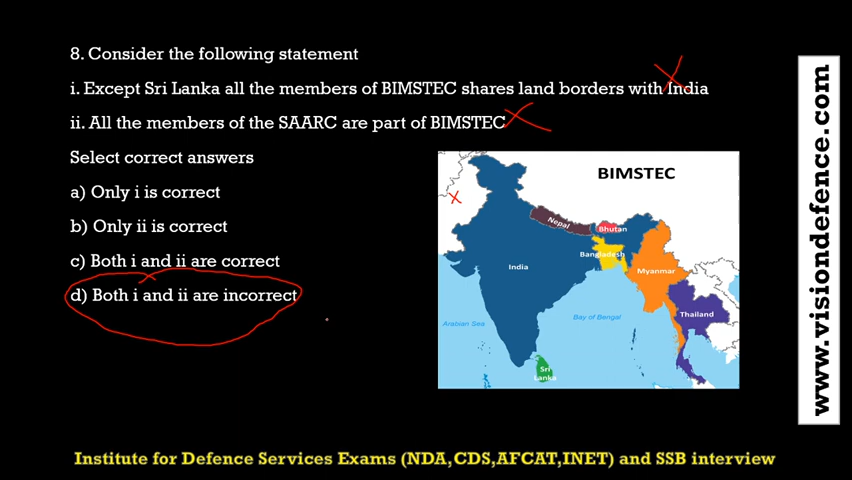 8. Consider the following statement
i. Except Sri Lanka all the members of BIMSTEC shares land borders with India
ii. All the members of the SAARC are part of BIMSTEC
Select correct answers
a) Only i is correct
b) Only ii is correct
c) Both i and ii are correct
d) Both i and ii are incorrect
BIMSTEC
Nepal
Bhutan
Bangladesh
India
Myanmar
Thailand
Bay of Bengal
Arabian Sea
Sri
Lanka
www.visiondefence.com
Institute for Defence Services Exams (NDA,CDS,AFCAT,INET) and SSB interview